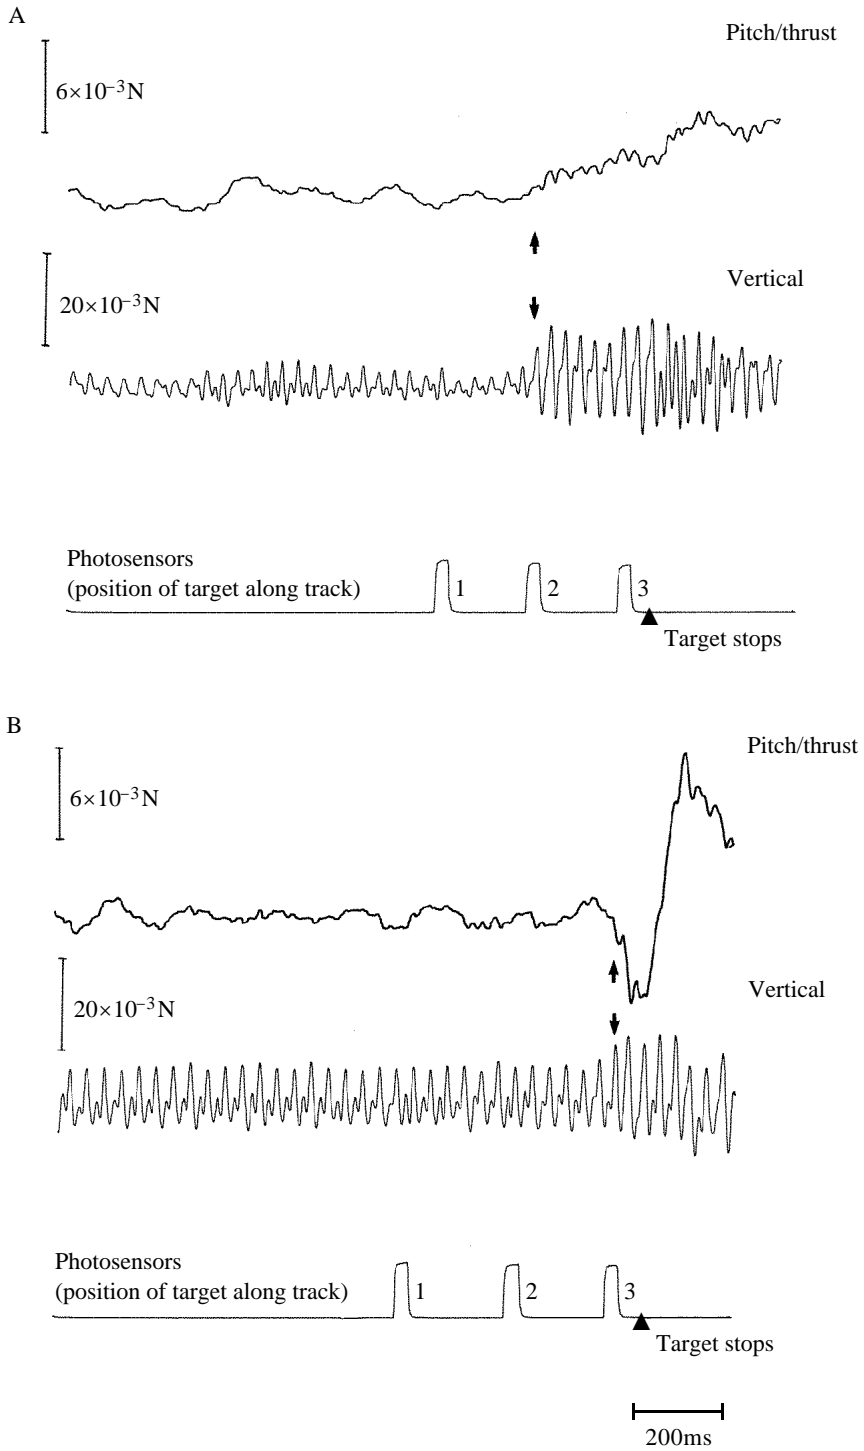 A
Pitch/thrust
6×10⁻³N
Vertical
20×10⁻³N
Photosensors
(position of target along track)
1
2
3
Target stops
B
Pitch/thrust
6×10⁻³N
Vertical
20×10⁻³N
Photosensors
(position of target along track)
1
2
3
Target stops
200ms